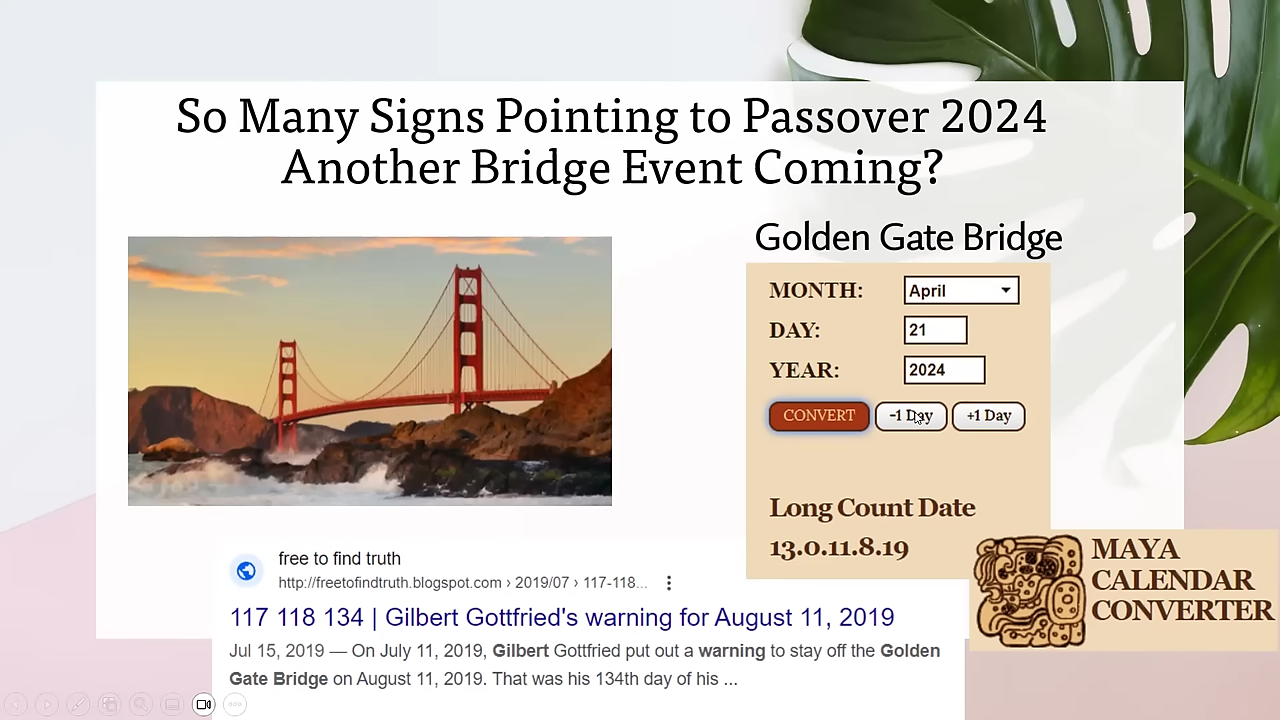 So Many Signs Pointing to Passover 2024
Another Bridge Event Coming?
Golden Gate Bridge
MONTH: April
DAY: 21
YEAR: 2024
CONVERT -1 Day +1 Day
Long Count Date
13.0.11.8.19
MAYA
CALENDAR
CONVERTER
free to find truth
http://freetofindtruth.blogspot.com › 2019/07 › 117-118...
117 118 134 | Gilbert Gottfried's warning for August 11, 2019
Jul 15, 2019 — On July 11, 2019, Gilbert Gottfried put out a warning to stay off the Golden
Gate Bridge on August 11, 2019. That was his 134th day of his ...